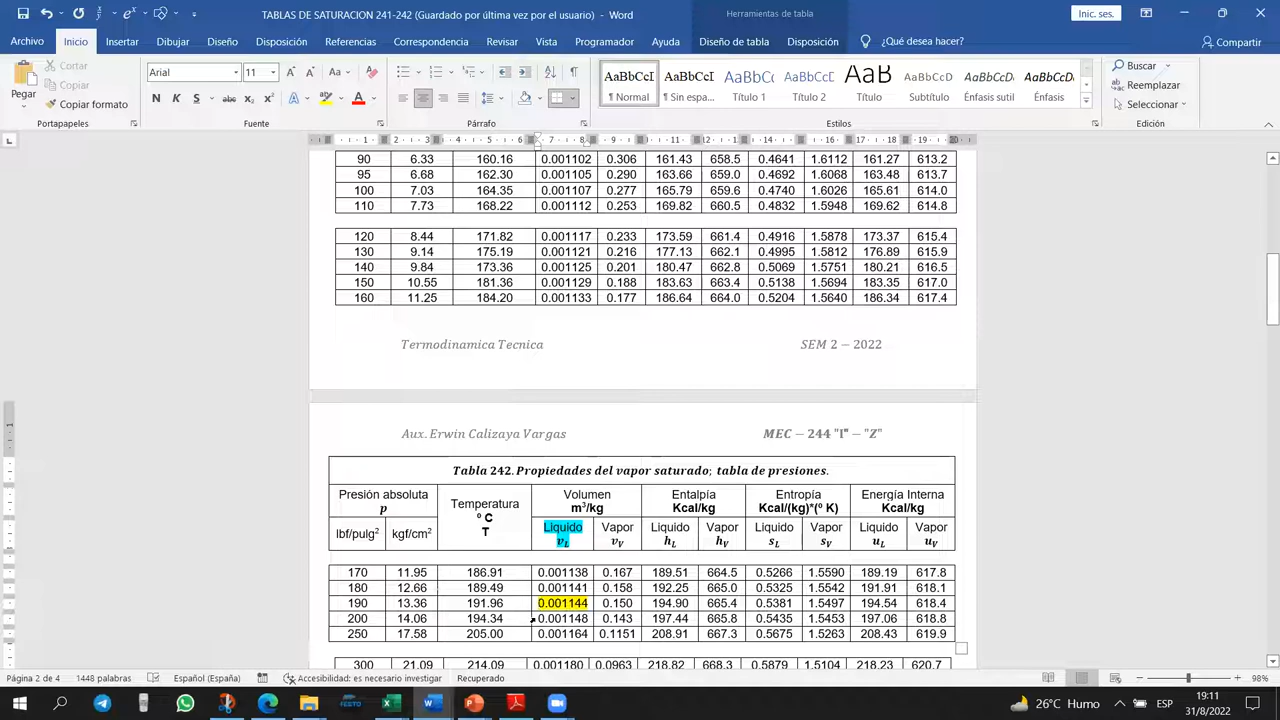 TABLAS DE SATURACION 241-242 (Guardado por última vez por el usuario) - Word
Herramientas de tabla
Inic. ses.
Archivo Inicio Insertar Dibujar Diseño Disposición Referencias Correspondencia Revisar Vista Programador Ayuda Diseño de tabla Disposición ¿Qué desea hacer? Compartir
Pegar
Cortar
Copiar
Copiar formato
Portapapeles
Arial 11
Fuente
Párrafo
AaBbCcD ¶ Normal
AaBbCcD ¶ Sin espa...
AaBbCc Título 1
AaBbCcC Título 2
AaB Título
AaBbCcC Subtítulo
AaBbCcDc Énfasis sutil
AaBbCcDc Énfasis
Estilos
Buscar
Reemplazar
Seleccionar
Edición
90 6.33 160.16 0.001102 0.306 161.43 658.5 0.4641 1.6112 161.27 613.2
95 6.68 162.30 0.001105 0.290 163.66 659.0 0.4692 1.6068 163.48 613.7
100 7.03 164.35 0.001107 0.277 165.79 659.6 0.4740 1.6026 165.61 614.0
110 7.73 168.22 0.001112 0.253 169.82 660.5 0.4832 1.5948 169.62 614.8
120 8.44 171.82 0.001117 0.233 173.59 661.4 0.4916 1.5878 173.37 615.4
130 9.14 175.19 0.001121 0.216 177.13 662.1 0.4995 1.5812 176.89 615.9
140 9.84 173.36 0.001125 0.201 180.47 662.8 0.5069 1.5751 180.21 616.5
150 10.55 181.36 0.001129 0.188 183.63 663.4 0.5138 1.5694 183.35 617.0
160 11.25 184.20 0.001133 0.177 186.64 664.0 0.5204 1.5640 186.34 617.4
Termodinamica Tecnica SEM 2 − 2022
Aux. Erwin Calizaya Vargas MEC − 244 "I" − "Z"
Tabla 242. Propiedades del vapor saturado; tabla de presiones.
Presión absoluta p
Temperatura º C T
Volumen m³/kg
Entalpía Kcal/kg
Entropía Kcal/(kg)*(º K)
Energía Interna Kcal/kg
lbf/pulg² kgf/cm² Liquido vL Vapor vV Liquido hL Vapor hV Liquido sL Vapor sV Liquido uL Vapor uV
170 11.95 186.91 0.001138 0.167 189.51 664.5 0.5266 1.5590 189.19 617.8
180 12.66 189.49 0.001141 0.158 192.25 665.0 0.5325 1.5542 191.91 618.1
190 13.36 191.96 0.001144 0.150 194.90 665.4 0.5381 1.5497 194.54 618.4
200 14.06 194.34 0.001148 0.143 197.44 665.8 0.5435 1.5453 197.06 618.8
250 17.58 205.00 0.001164 0.1151 208.91 667.3 0.5675 1.5263 208.43 619.9
300 21.09 214.09 0.001180 0.0963 218.82 668.3 0.5879 1.5104 218.23 620.7
Página 2 de 4 1448 palabras Español (España) Accesibilidad: es necesario investigar Recuperado 98%
26°C Humo ESP 19:11
31/8/2022